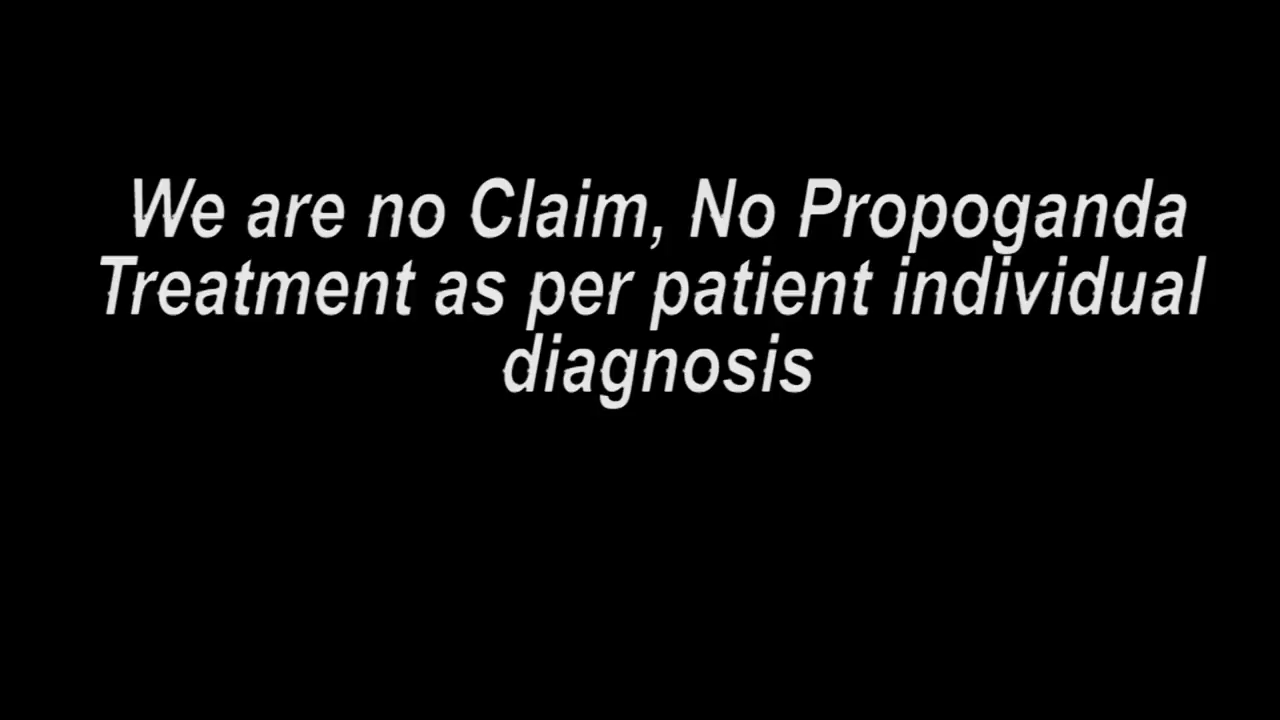 We are no Claim, No Propoganda
Treatment as per patient individual
diagnosis